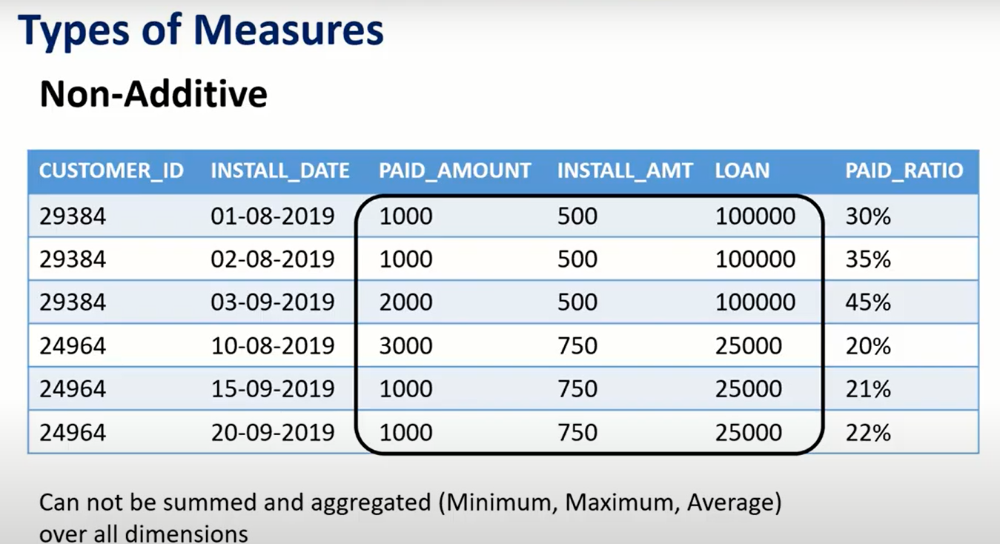 Types of Measures
Non-Additive
CUSTOMER_ID INSTALL_DATE PAID_AMOUNT INSTALL_AMT LOAN PAID_RATIO
29384 01-08-2019 1000 500 100000 30%
29384 02-08-2019 1000 500 100000 35%
29384 03-09-2019 2000 500 100000 45%
24964 10-08-2019 3000 750 25000 20%
24964 15-09-2019 1000 750 25000 21%
24964 20-09-2019 1000 750 25000 22%
Can not be summed and aggregated (Minimum, Maximum, Average)
over all dimensions